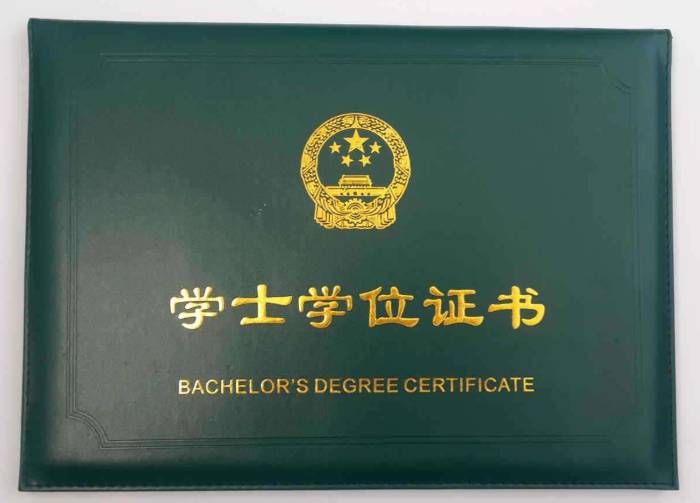 学士学位证书
BACHELOR'S DEGREE CERTIFICATE